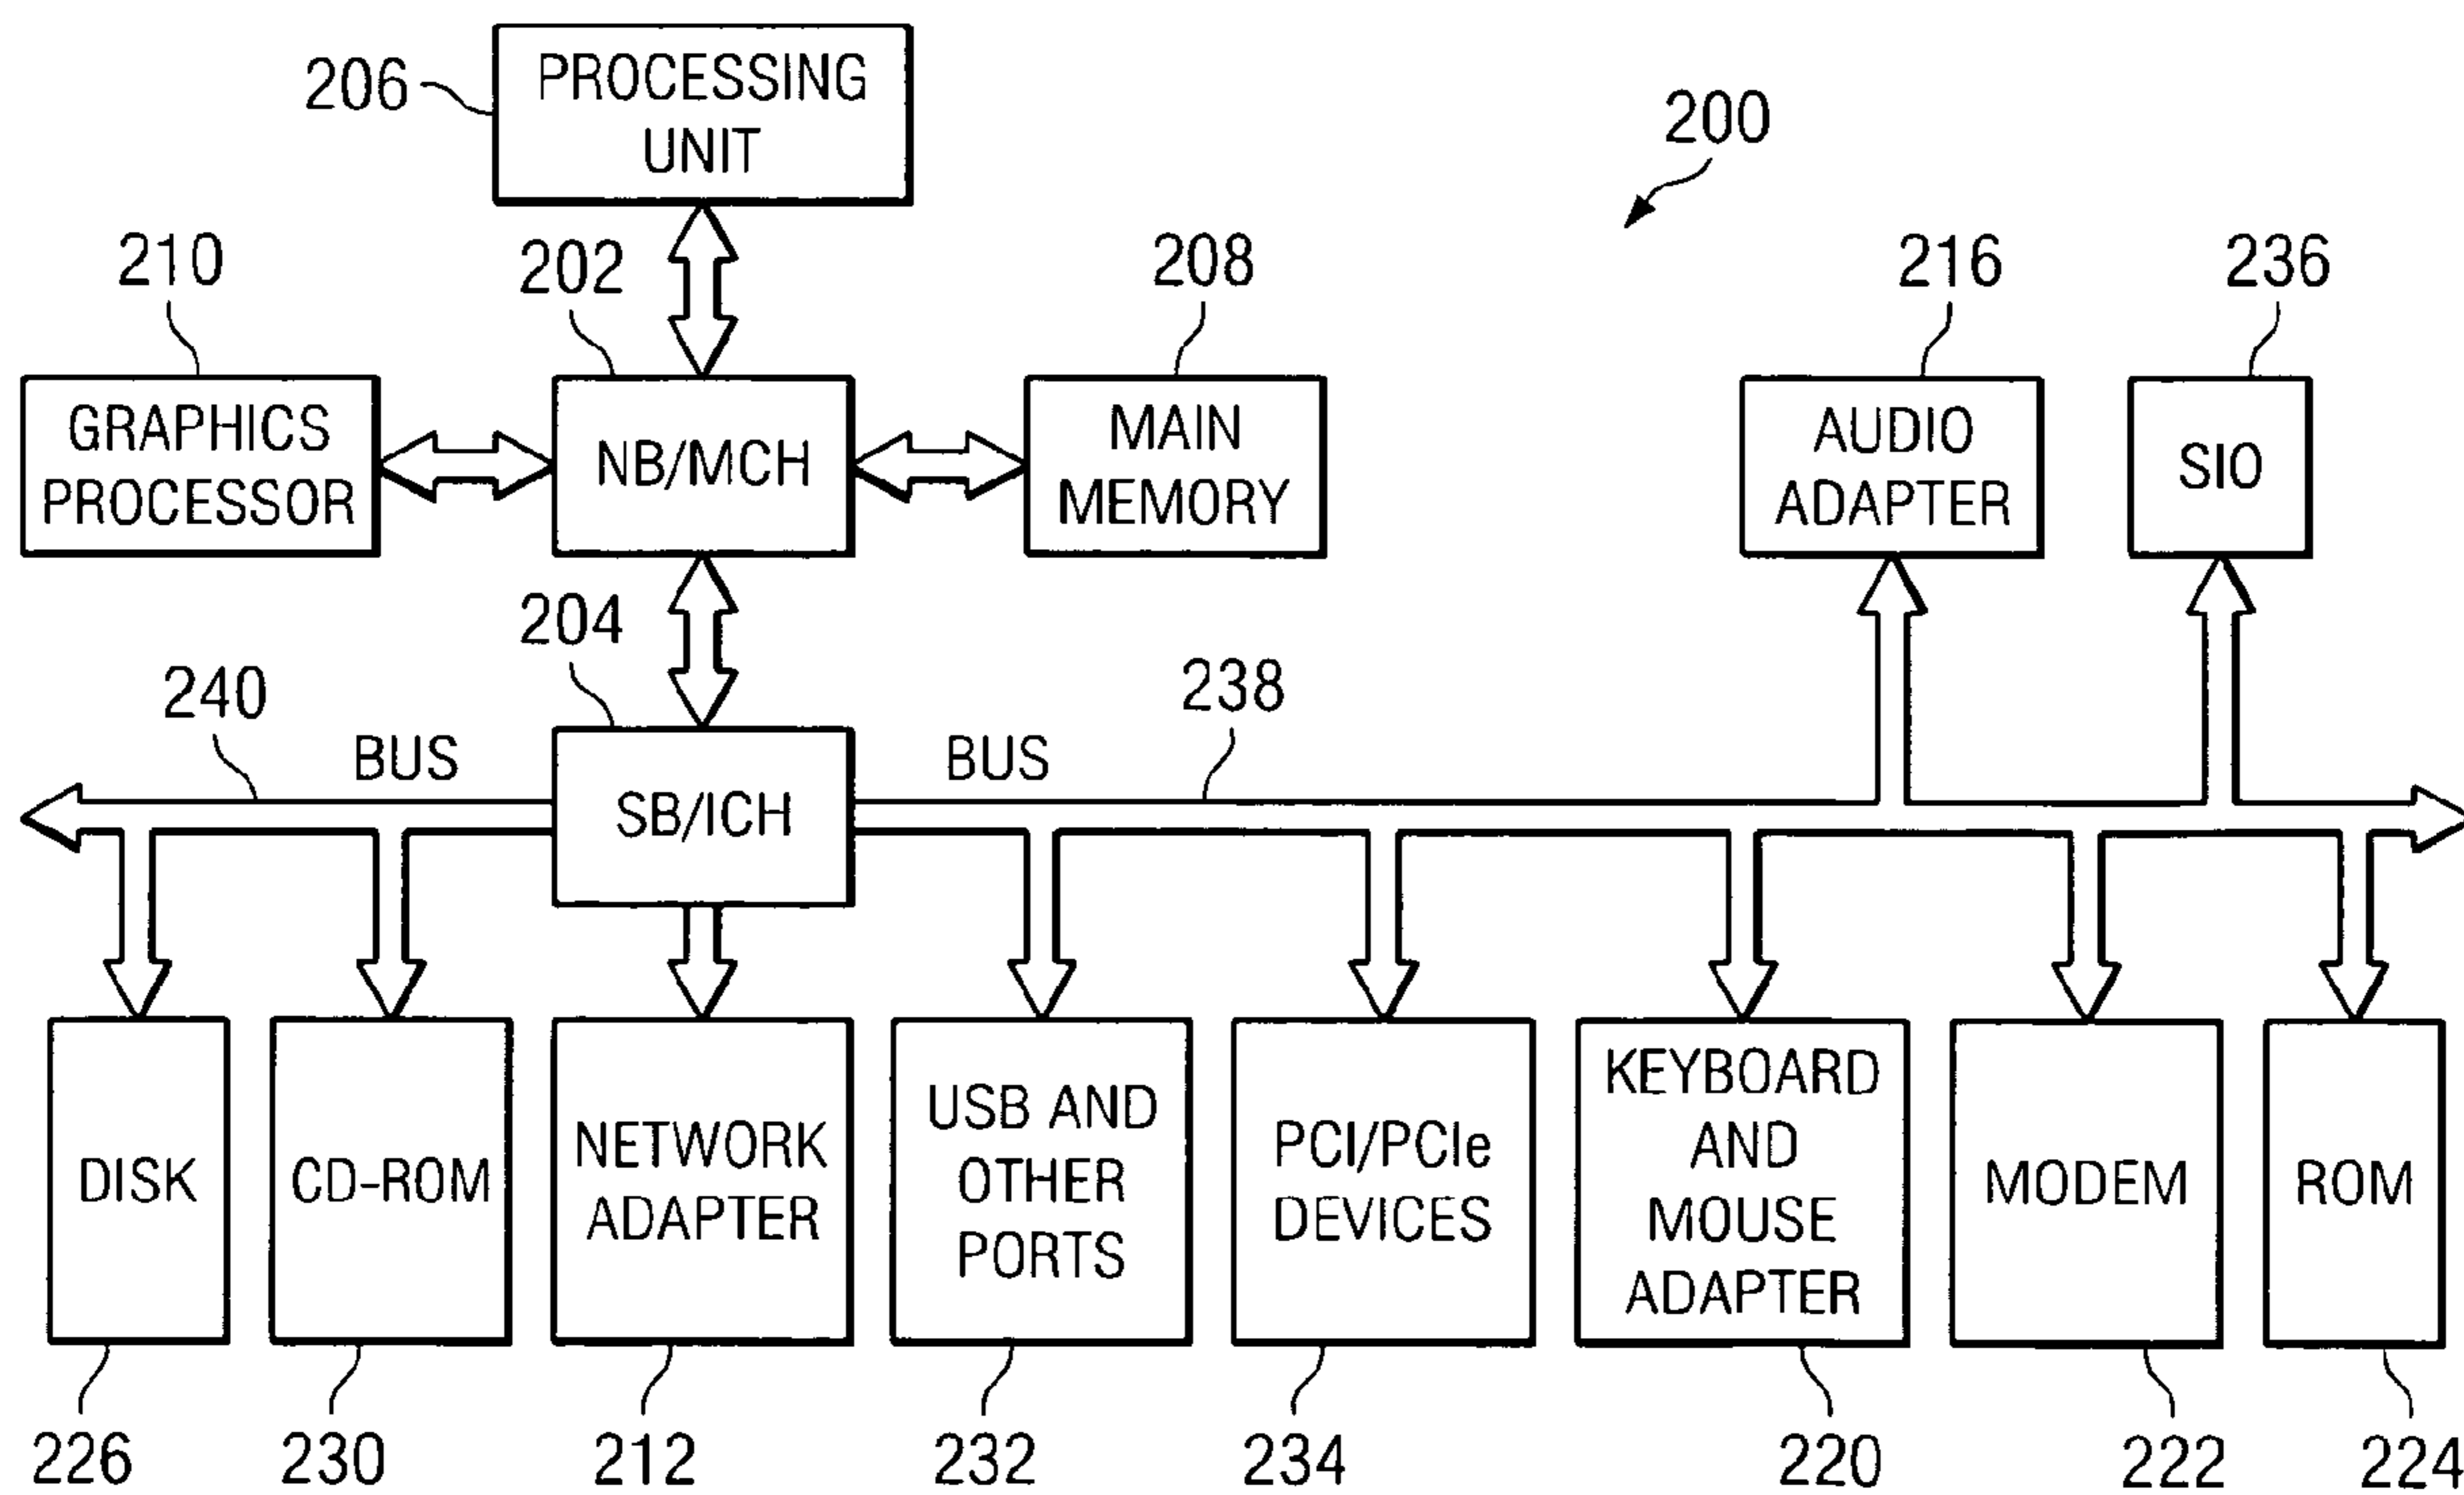 PROCESSING
UNIT
206
200
210
202
208
216
236
GRAPHICS
PROCESSOR
NB/MCH
MAIN
MEMORY
AUDIO
ADAPTER
SIO
204
240
238
BUS
BUS
SB/ICH
DISK
CD-ROM
NETWORK
ADAPTER
USB AND
OTHER
PORTS
PCI/PCIe
DEVICES
KEYBOARD
AND
MOUSE
ADAPTER
MODEM
ROM
226
230
212
232
234
220
222
224